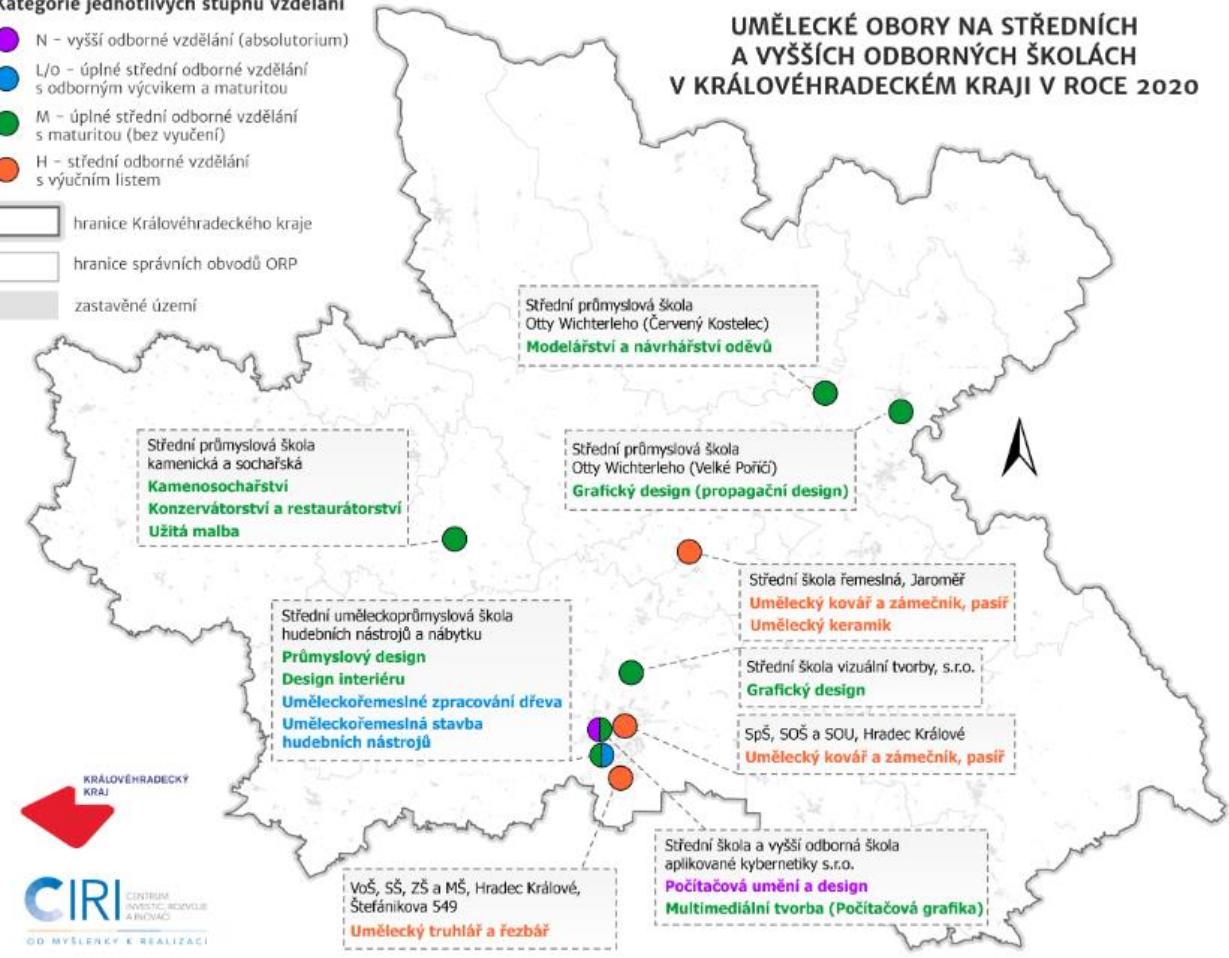 Kategorie jednotlivých stupňů vzdělání
N – vyšší odborné vzdělání (absolutorium)
L/0 – úplné střední odborné vzdělání
s odborným výcvikem a maturitou
M – úplné střední odborné vzdělání
s maturitou (bez vyučení)
H – střední odborné vzdělání
s výučním listem
hranice Královéhradeckého kraje
hranice správních obvodů ORP
zastavěné území
UMĚLECKÉ OBORY NA STŘEDNÍCH
A VYŠŠÍCH ODBORNÝCH ŠKOLÁCH
V KRÁLOVÉHRADECKÉM KRAJI V ROCE 2020
Střední průmyslová škola
Otty Wichterleho (Červený Kostelec)
Modelářství a návrhářství oděvů
Střední průmyslová škola
kamenická a sochařská
Kamenosochařství
Konzervátorství a restaurátorství
Užitá malba
Střední průmyslová škola
Otty Wichterleho (Velké Poříčí)
Grafický design (propagační design)
Střední škola řemeslná, Jaroměř
Umělecký kovář a zámečník, pasíř
Umělecký keramik
Střední uměleckoprůmyslová škola
hudebních nástrojů a nábytku
Průmyslový design
Design interiéru
Uměleckořemeslné zpracování dřeva
Uměleckořemeslná stavba
hudebních nástrojů
Střední škola vizuální tvorby, s.r.o.
Grafický design
SpŠ, SOŠ a SOU, Hradec Králové
Umělecký kovář a zámečník, pasíř
Střední škola a vyšší odborná škola
aplikované kybernetiky s.r.o.
Počítačová umění a design
Multimediální tvorba (Počítačová grafika)
VoŠ, SŠ, ZŠ a MŠ, Hradec Králové,
Štefánikova 549
Umělecký truhlář a řezbář
KRÁLOVÉHRADECKÝ
KRAJ
CIRI
CENTRUM
INVESTIC, ROZVOJE
A INOVACÍ
OD MYŠLENKY K REALIZACI